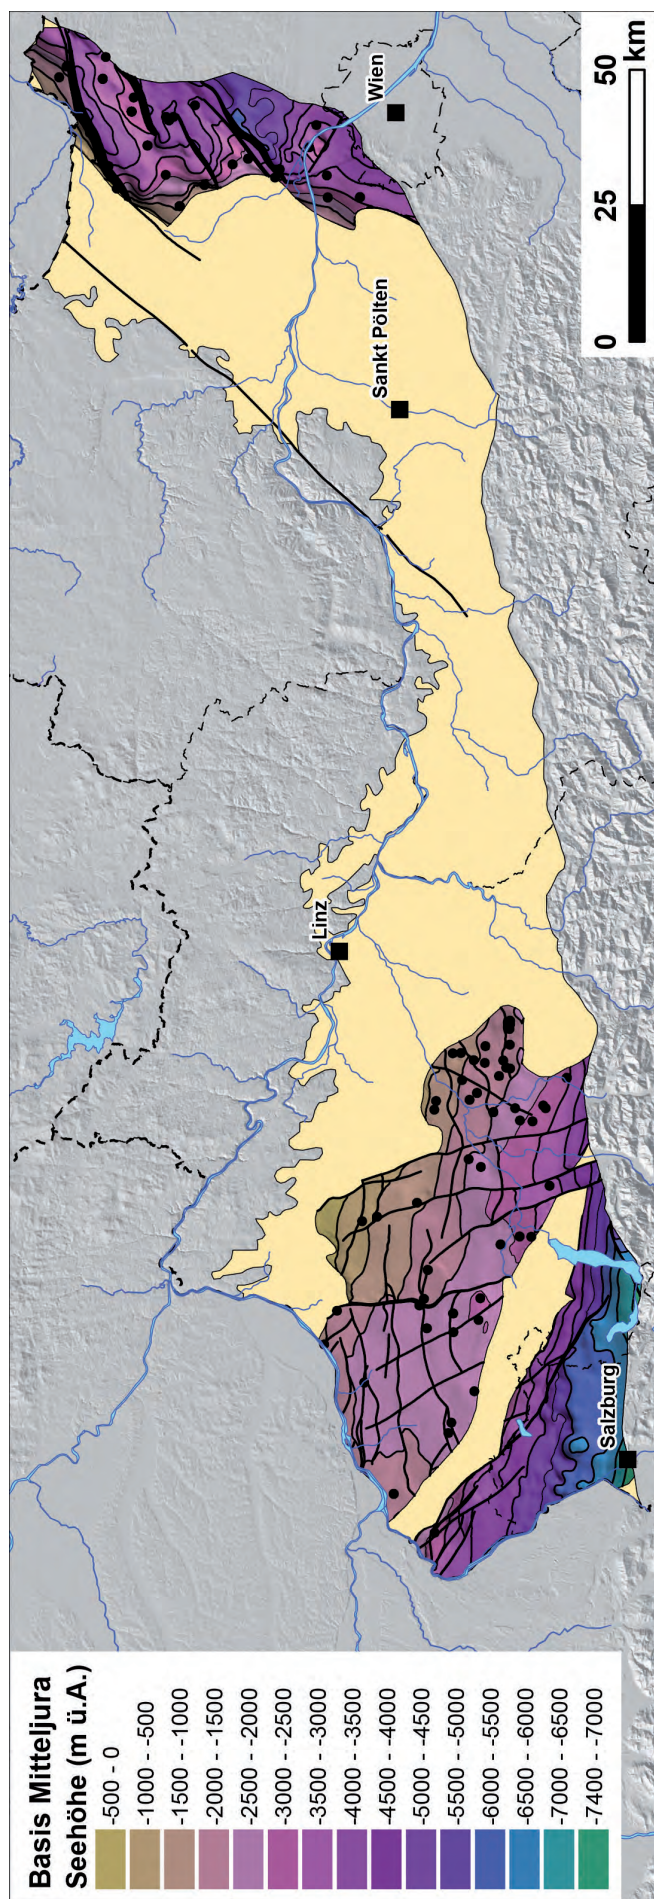 Basis Mitteljura
Seehöhe (m ü.A.)
-500 - 0
-1000 - -500
-1500 - -1000
-2000 - -1500
-2500 - -2000
-3000 - -2500
-3500 - -3000
-4000 - -3500
-4500 - -4000
-5000 - -4500
-5500 - -5000
-6000 - -5500
-6500 - -6000
-7000 - -6500
-7400 - -7000
Salzburg
Linz
Sankt Pölten
Wien
0 25 50
km